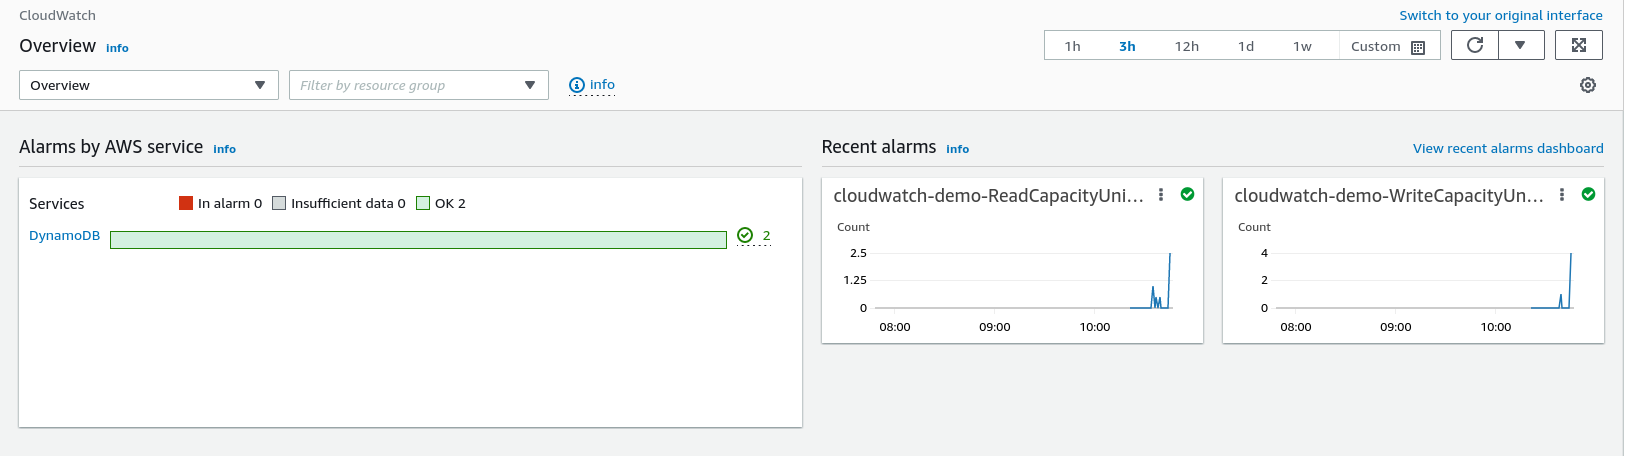 CloudWatch
Switch to your original interface
Overview info
1h 3h 12h 1d 1w Custom
Overview Filter by resource group info
Alarms by AWS service info
Services In alarm 0 Insufficient data 0 OK 2
DynamoDB 2
Recent alarms info View recent alarms dashboard
cloudwatch-demo-ReadCapacityUni...
Count
2.5
1.25
0
08:00 09:00 10:00
cloudwatch-demo-WriteCapacityUn...
Count
4
2
0
08:00 09:00 10:00